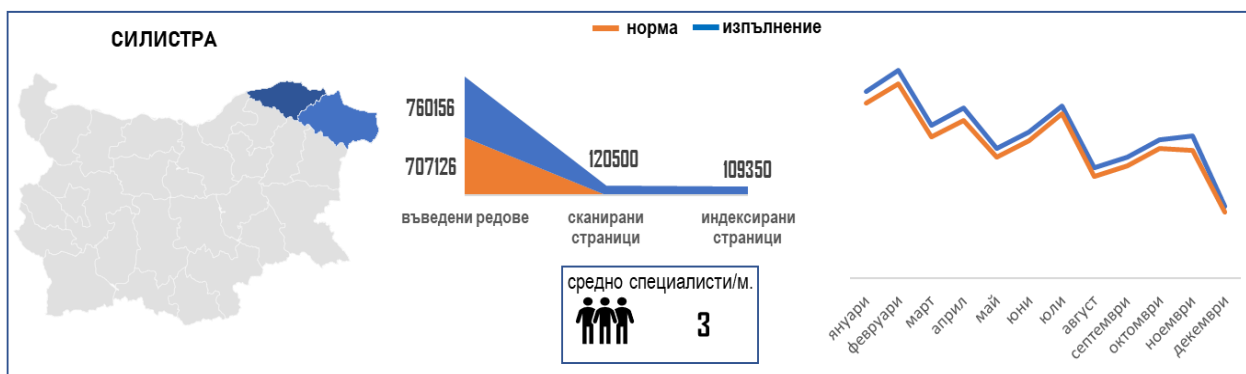 СИЛИСТРА
норма
изпълнение
760156
707126
120500
109350
въведени редове
сканирани
страници
индексирани
страници
средно специалисти/м.
3
януари
февруари
март
април
май
юни
юли
август
септември
октомври
ноември
декември